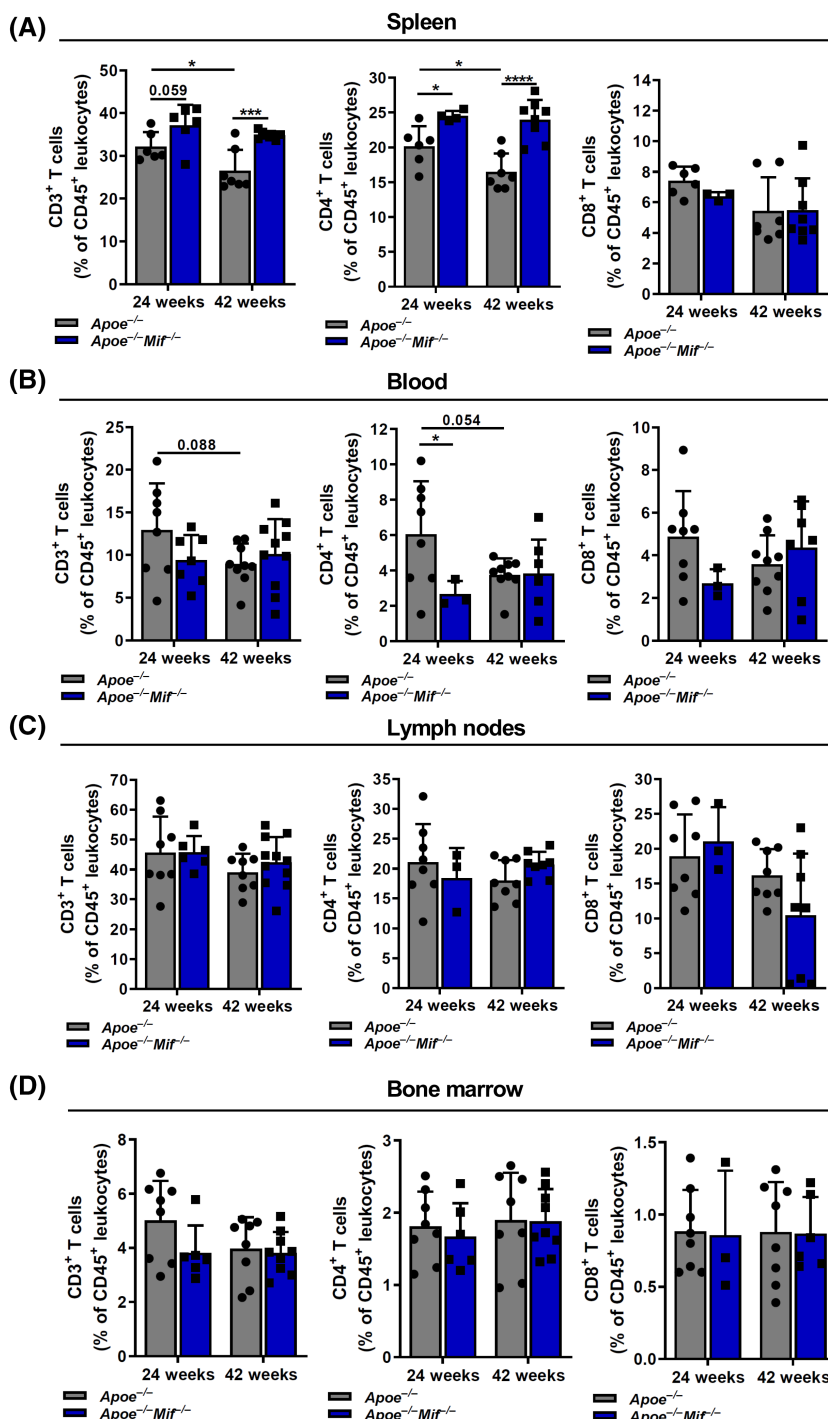 (A)
Spleen
CD3+ T cells
(% of CD45+ leukocytes)
50
40
30
20
10
0
*
0.059
***
24 weeks 42 weeks
Apoe−/−
Apoe−/−Mif−/−
CD4+ T cells
(% of CD45+ leukocytes)
30
25
20
15
10
5
0
*
*
****
24 weeks 42 weeks
Apoe−/−
Apoe−/−Mif−/−
CD8+ T cells
(% of CD45+ leukocytes)
14
12
10
8
6
4
2
0
24 weeks 42 weeks
Apoe−/−
Apoe−/−Mif−/−
(B)
Blood
CD3+ T cells
(% of CD45+ leukocytes)
25
20
15
10
5
0
0.088
24 weeks 42 weeks
Apoe−/−
Apoe−/−Mif−/−
CD4+ T cells
(% of CD45+ leukocytes)
12
10
8
6
4
2
0
0.054
*
24 weeks 42 weeks
Apoe−/−
Apoe−/−Mif−/−
CD8+ T cells
(% of CD45+ leukocytes)
10
8
6
4
2
0
24 weeks 42 weeks
Apoe−/−
Apoe−/−Mif−/−
(C)
Lymph nodes
CD3+ T cells
(% of CD45+ leukocytes)
70
60
50
40
30
20
10
0
24 weeks 42 weeks
Apoe−/−
Apoe−/−Mif−/−
CD4+ T cells
(% of CD45+ leukocytes)
35
30
25
20
15
10
5
0
24 weeks 42 weeks
Apoe−/−
Apoe−/−Mif−/−
CD8+ T cells
(% of CD45+ leukocytes)
30
25
20
15
10
5
0
24 weeks 42 weeks
Apoe−/−
Apoe−/−Mif−/−
(D)
Bone marrow
CD3+ T cells
(% of CD45+ leukocytes)
8
6
4
2
0
24 weeks 42 weeks
Apoe−/−
Apoe−/−Mif−/−
CD4+ T cells
(% of CD45+ leukocytes)
3
2
1
0
24 weeks 42 weeks
Apoe−/−
Apoe−/−Mif−/−
CD8+ T cells
(% of CD45+ leukocytes)
1.5
1.0
0.5
0.0
24 weeks 42 weeks
Apoe−/−
Apoe−/−Mif−/−